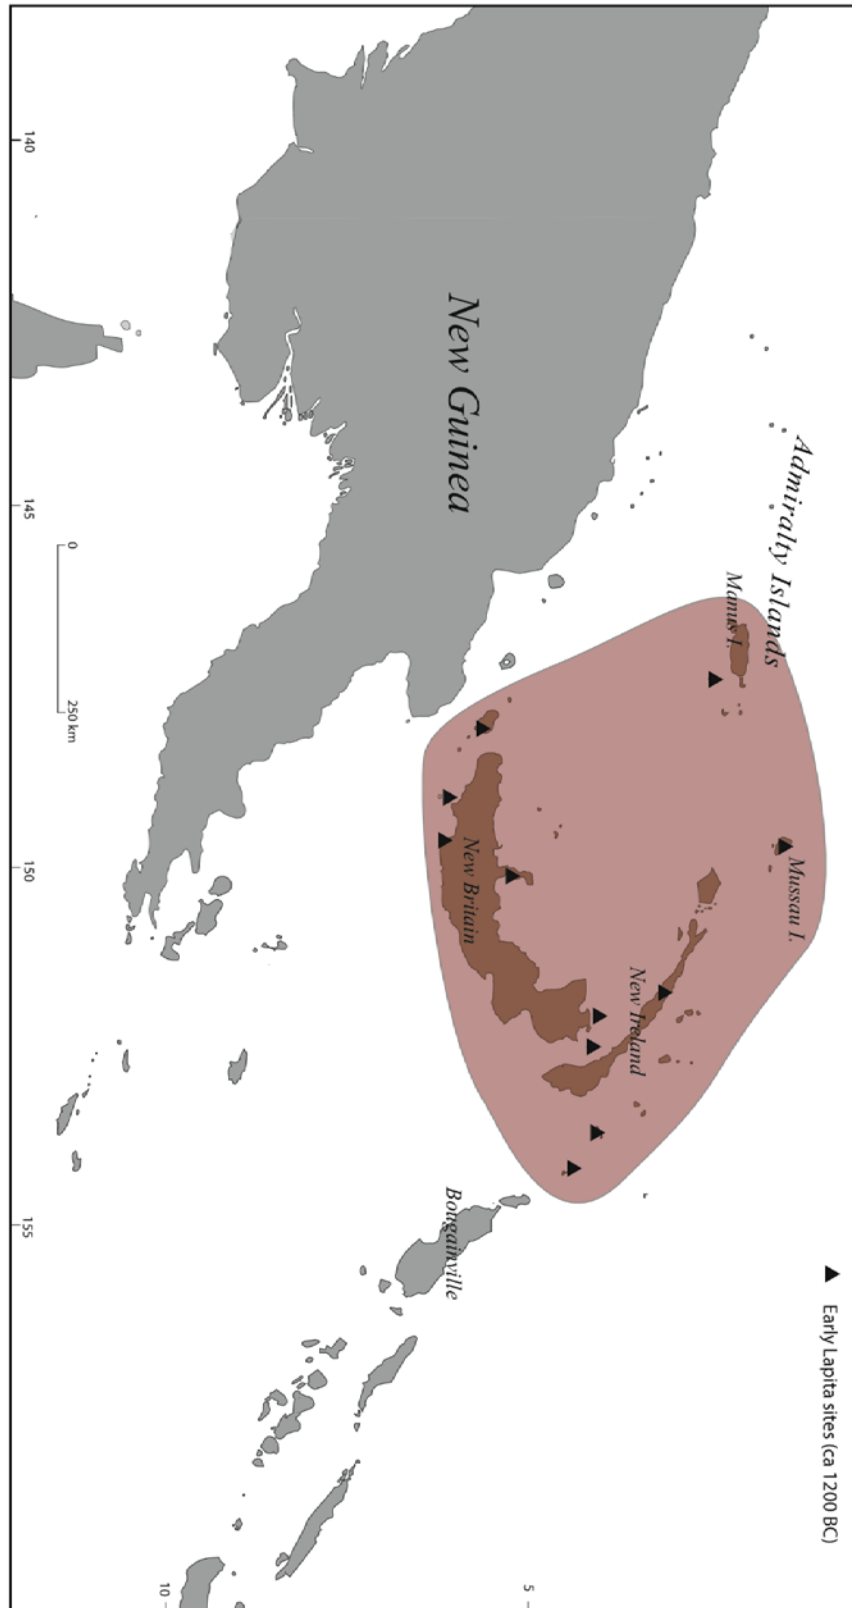 Early Lapita sites (ca 1200 BC)
Admiralty Islands
Manus I.
Mussau I.
New Ireland
New Guinea
New Britain
Bougainville
0
250 km
140
145
150
155
5
10